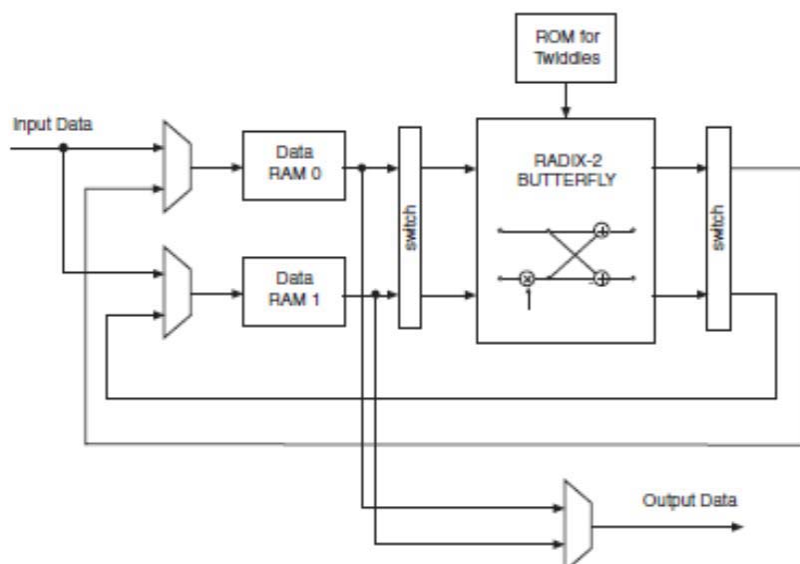 ROM for
Twiddles
Input Data
Data
RAM 0
switch
RADIX-2
BUTTERFLY
switch
Data
RAM 1
Output Data